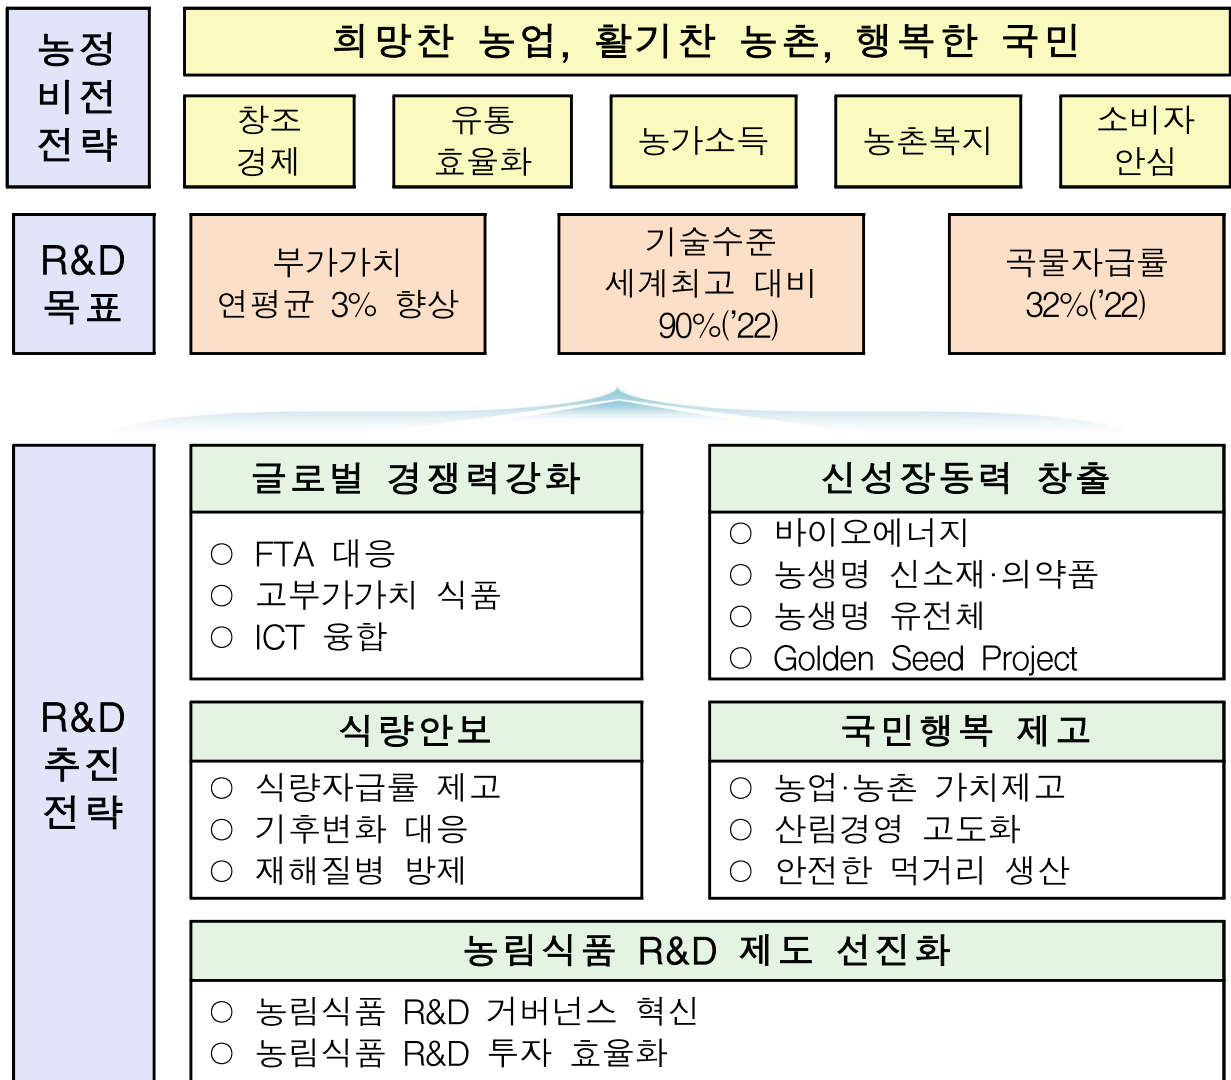 농정
비전
전략
희망찬 농업, 활기찬 농촌, 행복한 국민
창조
경제
유통
효율화
농가소득
농촌복지
소비자
안심
R&D
목표
부가가치
연평균 3% 향상
기술수준
세계최고 대비
90%('22)
곡물자급률
32%('22)
R&D
추진
전략
글로벌 경쟁력강화
○ FTA 대응
○ 고부가가치 식품
○ ICT 융합
신성장동력 창출
○ 바이오에너지
○ 농생명 신소재·의약품
○ 농생명 유전체
○ Golden Seed Project
식량안보
○ 식량자급률 제고
○ 기후변화 대응
○ 재해질병 방제
국민행복 제고
○ 농업·농촌 가치제고
○ 산림경영 고도화
○ 안전한 먹거리 생산
농림식품 R&D 제도 선진화
○ 농림식품 R&D 거버넌스 혁신
○ 농림식품 R&D 투자 효율화